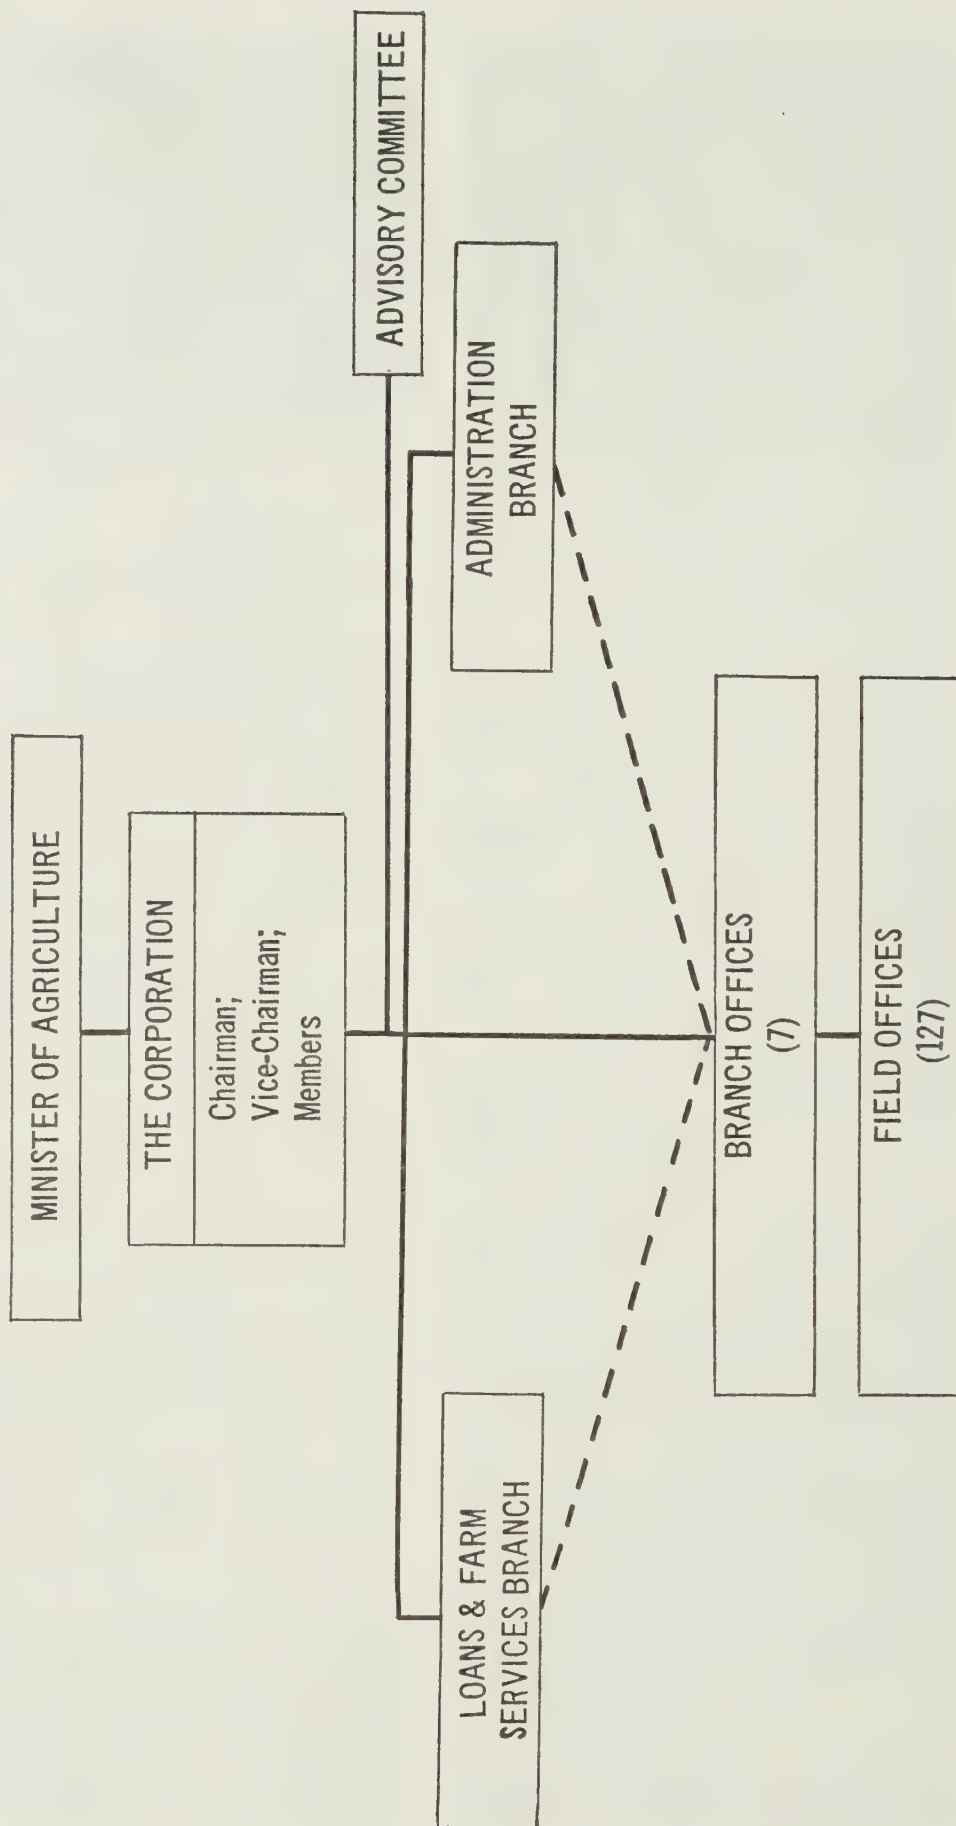 MINISTER OF AGRICULTURE
THE CORPORATION
Chairman;
Vice-Chairman;
Members
ADVISORY COMMITTEE
LOANS & FARM
SERVICES BRANCH
ADMINISTRATION
BRANCH
BRANCH OFFICES
(7)
FIELD OFFICES
(127)